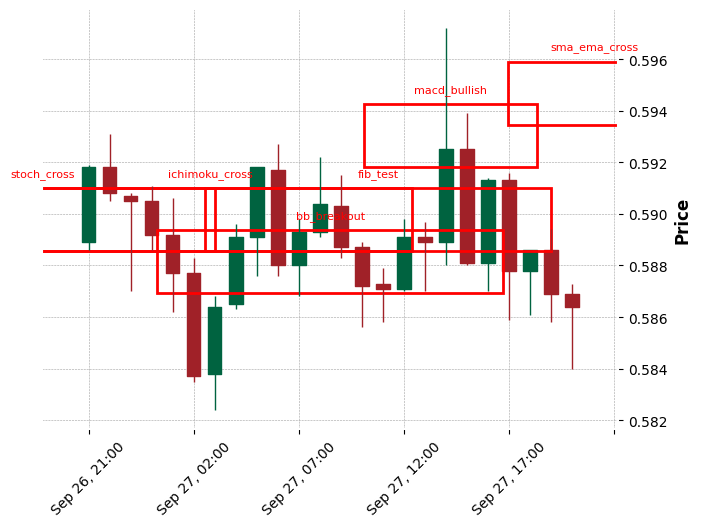 sma_ema_cross
macd_bullish
stoch_cross
ichimoku_cross
fib_test
bb_breakout
0.596
0.594
0.592
0.590
0.588
0.586
0.584
0.582
Price
Sep 26, 21:00
Sep 27, 02:00
Sep 27, 07:00
Sep 27, 12:00
Sep 27, 17:00